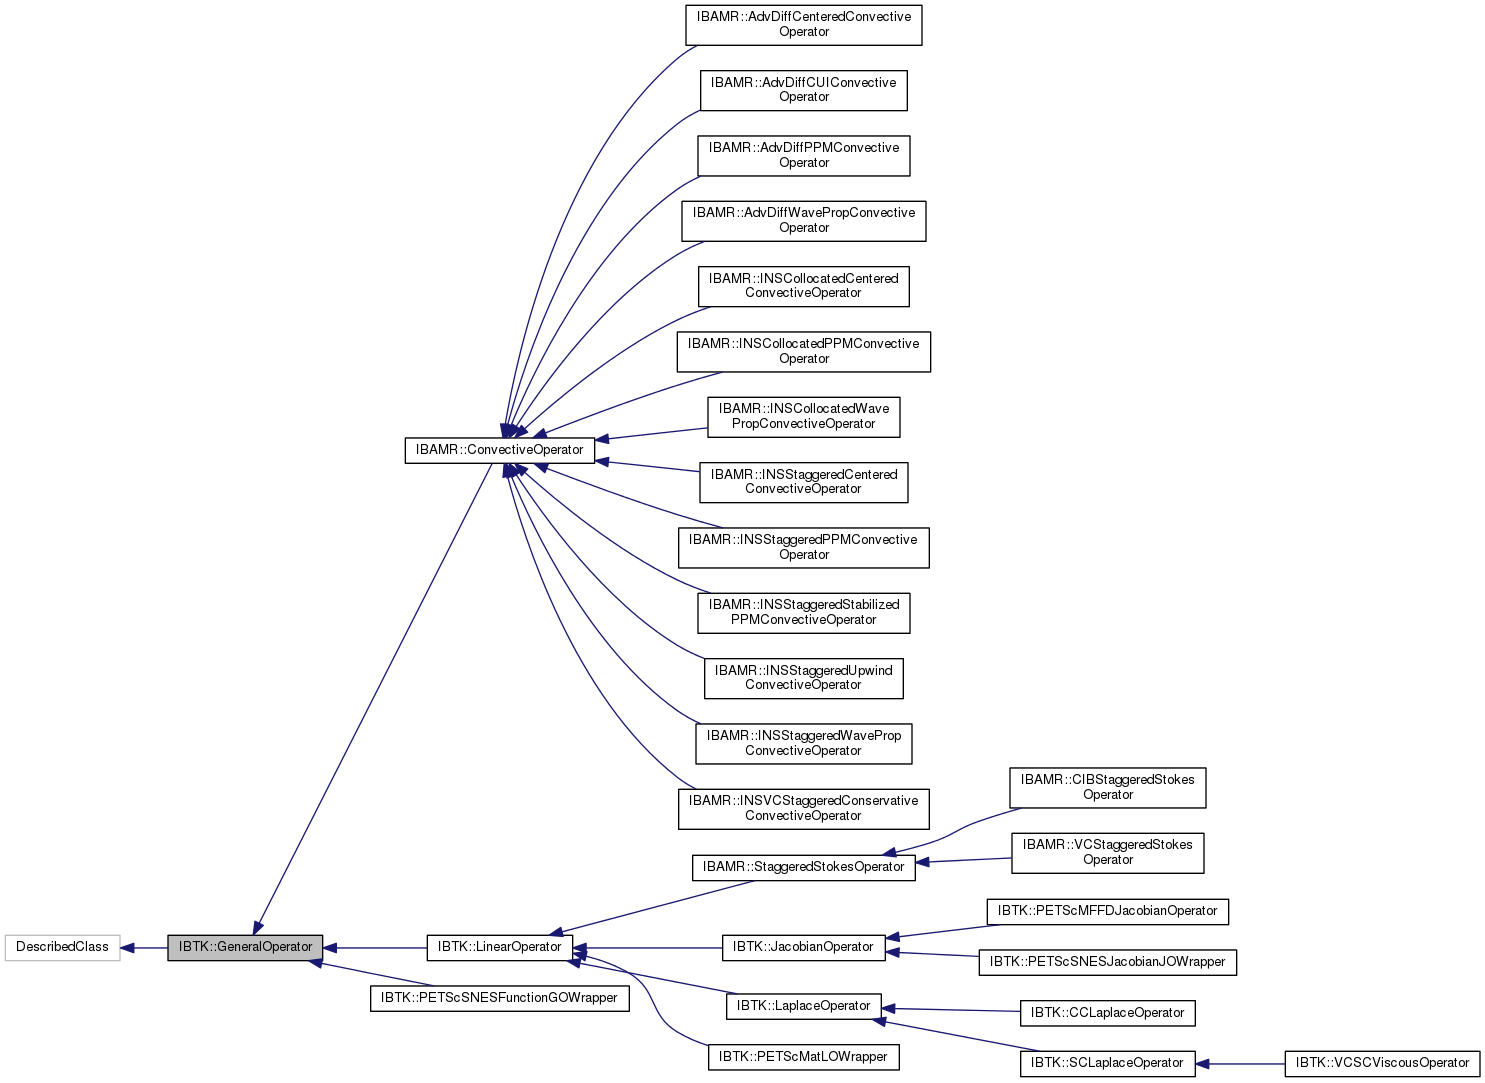 IBAMR::AdvDiffCenteredConvective
Operator
IBAMR::AdvDiffCUIConvective
Operator
IBAMR::AdvDiffPPMConvective
Operator
IBAMR::AdvDiffWavePropConvective
Operator
IBAMR::INSCollocatedCentered
ConvectiveOperator
IBAMR::INSCollocatedPPMConvective
Operator
IBAMR::INSCollocatedWave
PropConvectiveOperator
IBAMR::ConvectiveOperator
IBAMR::INSStaggeredCentered
ConvectiveOperator
IBAMR::INSStaggeredPPMConvective
Operator
IBAMR::INSStaggeredStabilized
PPMConvectiveOperator
IBAMR::INSStaggeredUpwind
ConvectiveOperator
IBAMR::INSStaggeredWaveProp
ConvectiveOperator
IBAMR::INSVCStaggeredConservative
ConvectiveOperator
IBAMR::CIBStaggeredStokes
Operator
IBAMR::VCStaggeredStokes
Operator
IBAMR::StaggeredStokesOperator
IBTK::PETScMFFDJacobianOperator
DescribedClass
IBTK::GeneralOperator
IBTK::LinearOperator
IBTK::JacobianOperator
IBTK::PETScSNESJacobianJOWrapper
IBTK::PETScSNESFunctionGOWrapper
IBTK::LaplaceOperator
IBTK::CCLaplaceOperator
IBTK::PETScMatLOWrapper
IBTK::SCLaplaceOperator
IBTK::VCSCViscousOperator